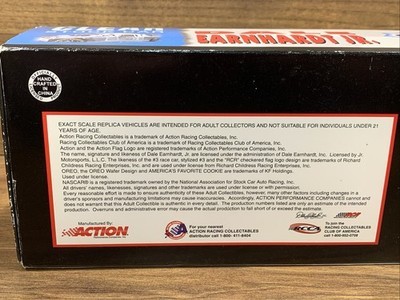 EARNHARDT JR.
OFFICIALLY
HAND
CRAFTED
IN
CHINA
EXACT SCALE REPLICA VEHICLES ARE INTENDED FOR ADULT COLLECTORS AND NOT SUITABLE FOR INDIVIDUALS UNDER 21
YEARS OF AGE.
Action Racing Collectables is a trademark of Action Racing Collectables, Inc.
Racing Collectables Club of America is a trademark of Racing Collectables Club of America, Inc.
Action and the Action Flag Logo are trademarks of Action Performance Companies, Inc.
The name, signature and likeness of Dale Earnhardt, Jr. are licensed under the authorization of Dale Earnhardt, Inc. Licensed by Jr.
Motorsports, L.L.C. The likeness of the #3 race car, stylized #3 and the "RCR" checkered flag logo design are trademarks of Richard
Childress Racing Enterprises, Inc., and are used under license from Richard Childress Racing Enterprises, Inc.
OREO, the OREO Wafer Design and AMERICA'S FAVORITE COOKIE are trademarks of KF Holdings.
Used under license.
NASCAR® is a registered trademark of the National Association for Stock Car Auto Racing, Inc.
All drivers' names, likenesses, signatures and other trademarks are used under license or with permission.
Every reasonable effort is made to ensure authenticity of these Adult Collectibles, however, many other factors including changes in a
driver's sponsors and manufacturing limitations may cause inaccuracies. Accordingly, ACTION PERFORMANCE COMPANIES cannot and
does not warrant that this Adult Collectible is authentic in every detail. The production numbers listed are only an estimate of the intended
production. Overruns and administrative error may cause the actual production to fall short of or exceed the estimate.
Manufactured By:
ACTION
For your nearest
ACTION RACING COLLECTABLES
distributor call 1-800-411-8404
RCCA
To join the
RACING COLLECTABLES
CLUB OF AMERICA
call 1-800-952-0708